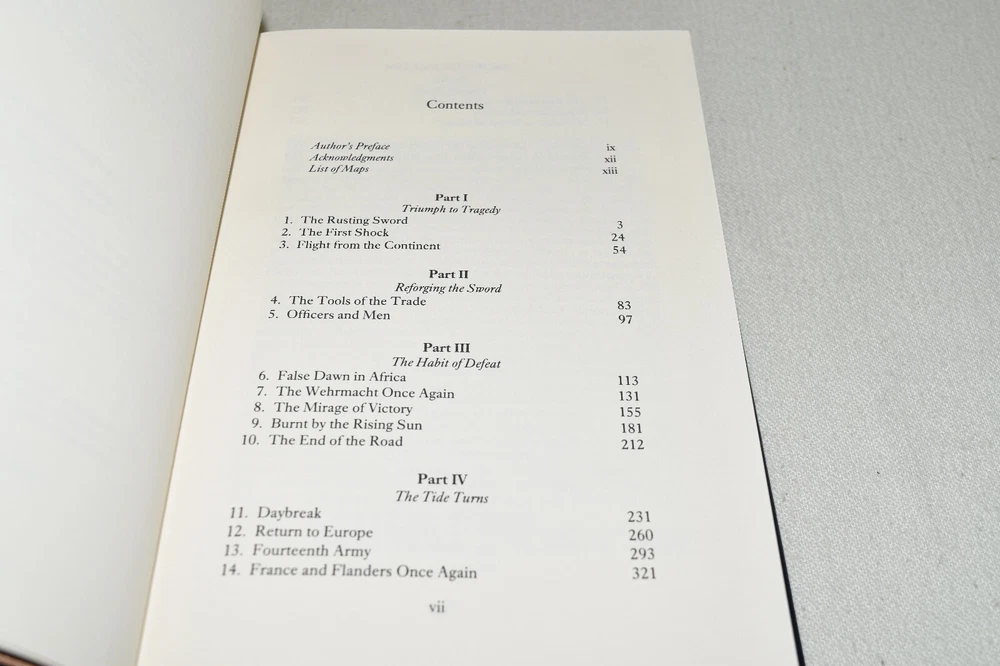 Contents
Author's Preface ix
Acknowledgments xii
List of Maps xiii
Part I
Triumph to Tragedy
1. The Rusting Sword 3
2. The First Shock 24
3. Flight from the Continent 54
Part II
Reforging the Sword
4. The Tools of the Trade 83
5. Officers and Men 97
Part III
The Habit of Defeat
6. False Dawn in Africa 113
7. The Wehrmacht Once Again 131
8. The Mirage of Victory 155
9. Burnt by the Rising Sun 181
10. The End of the Road 212
Part IV
The Tide Turns
11. Daybreak 231
12. Return to Europe 260
13. Fourteenth Army 293
14. France and Flanders Once Again 321
vii